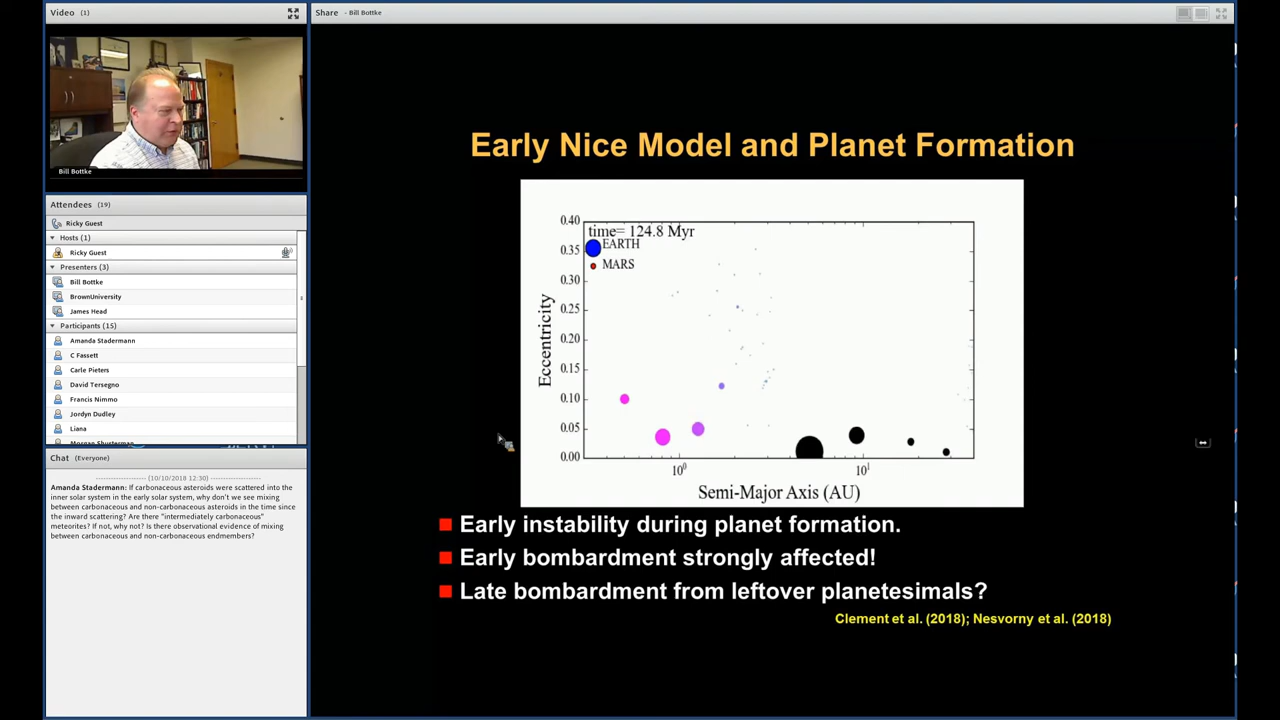 Video (1)
Bill Bottke
Attendees (19)
Ricky Guest
Hosts (1)
Ricky Guest
Presenters (3)
Bill Bottke
BrownUniversity
James Head
Participants (15)
Amanda Stadermann
C Fassett
Carle Pieters
David Tersegno
Francis Nimmo
Jordyn Dudley
Liana
Morgan Shusterman
Chat (Everyone)
(10/10/2018 12:30)
Amanda Stadermann: If carbonaceous asteroids were scattered into the
inner solar system in the early solar system, why don't we see mixing
between carbonaceous and non-carbonaceous asteroids in the time since
the inward scattering? Are there "intermediately carbonaceous"
meteorites? If not, why not? Is there observational evidence of mixing
between carbonaceous and non-carbonaceous endmembers?
Share - Bill Bottke
Early Nice Model and Planet Formation
time= 124.8 Myr
EARTH
MARS
0.40
0.35
0.30
0.25
0.20
0.15
0.10
0.05
0.00
Eccentricity
10⁰
10¹
Semi-Major Axis (AU)
Early instability during planet formation.
Early bombardment strongly affected!
Late bombardment from leftover planetesimals?
Clement et al. (2018); Nesvorny et al. (2018)